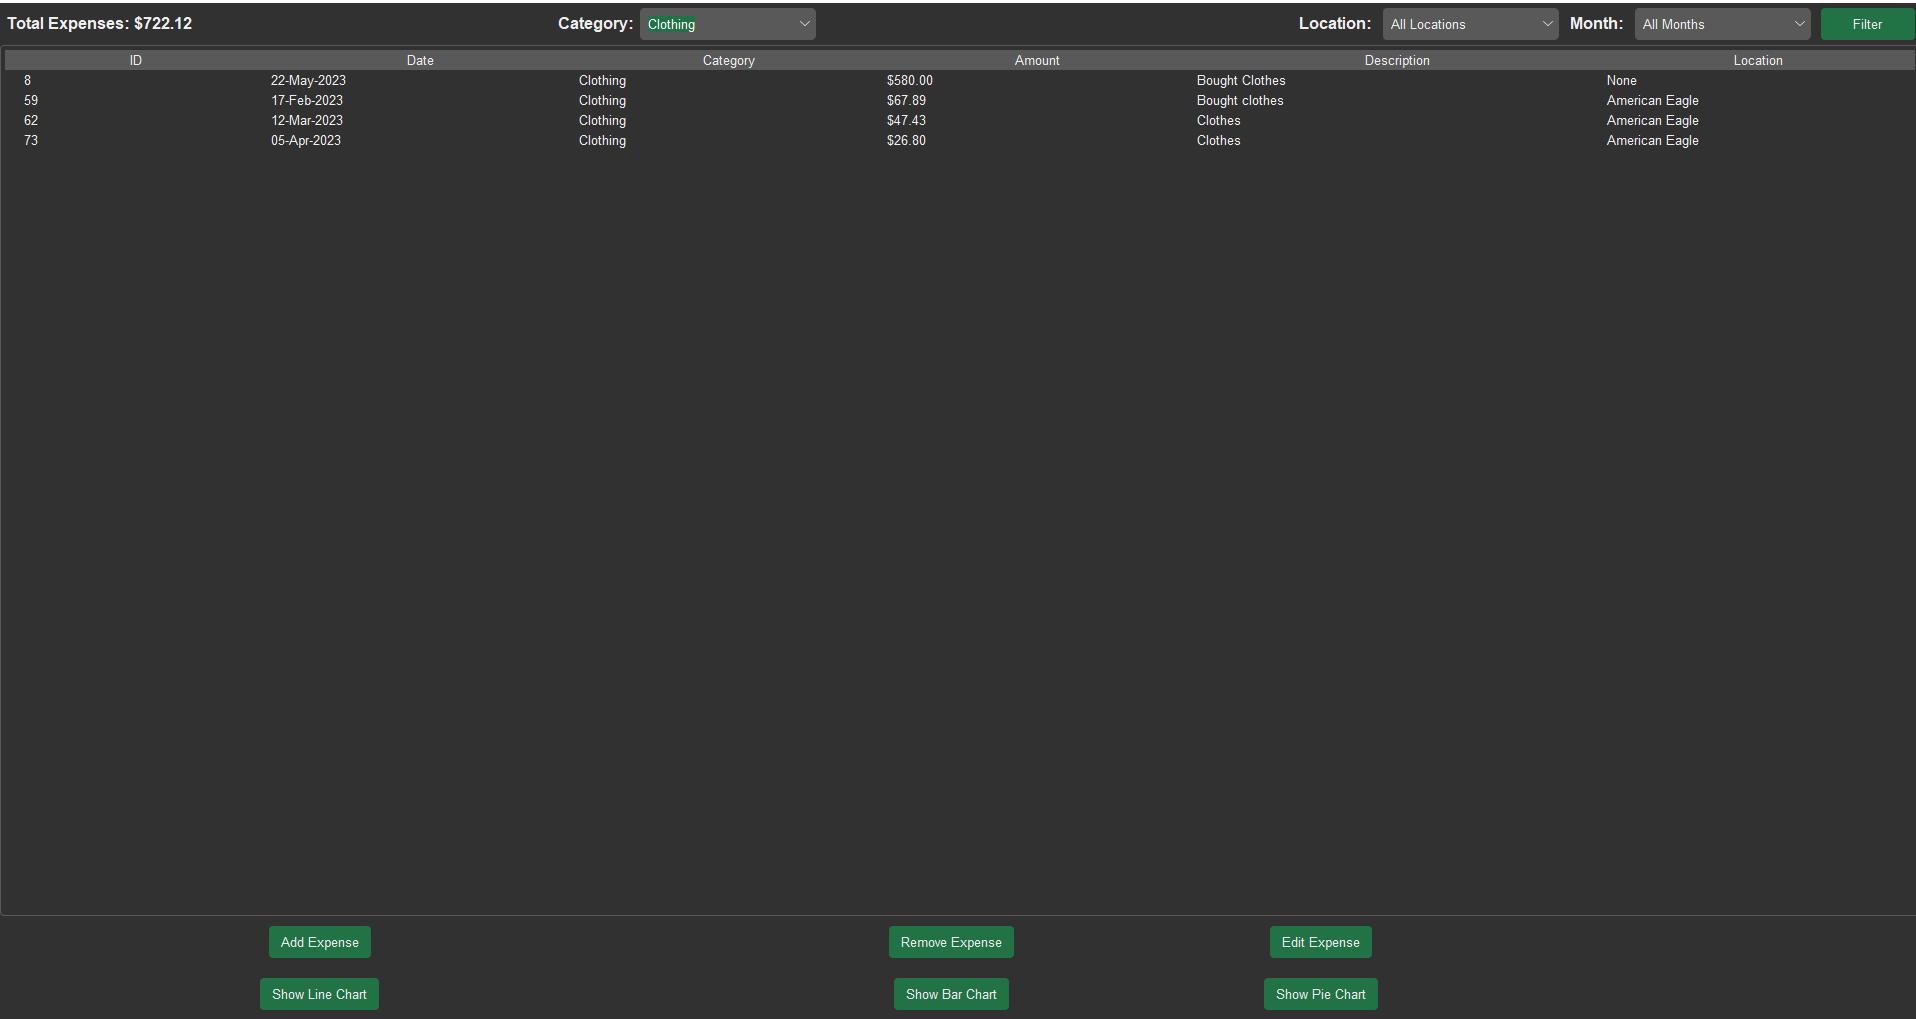 Total Expenses: $722.12 Category: Clothing Location: All Locations Month: All Months Filter
ID Date Category Amount Description Location
8 22-May-2023 Clothing $580.00 Bought Clothes None
59 17-Feb-2023 Clothing $67.89 Bought clothes American Eagle
62 12-Mar-2023 Clothing $47.43 Clothes American Eagle
73 05-Apr-2023 Clothing $26.80 Clothes American Eagle
Add Expense Remove Expense Edit Expense
Show Line Chart Show Bar Chart Show Pie Chart